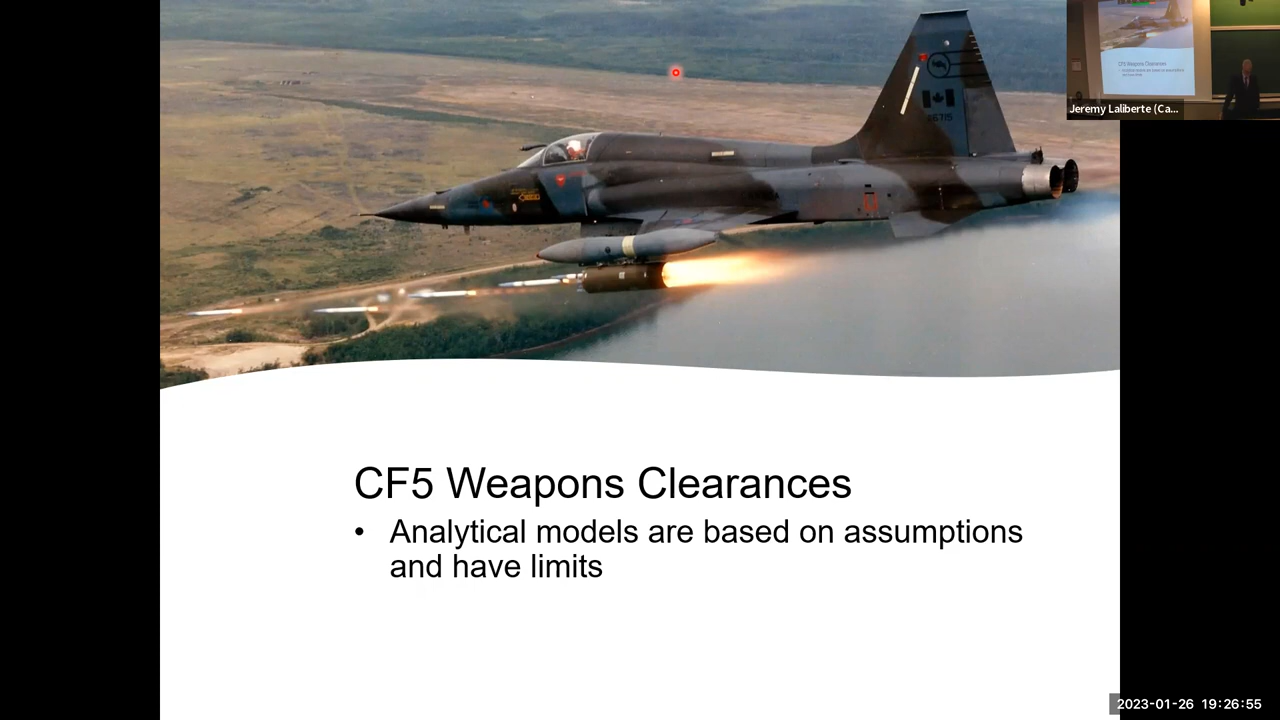 Jeremy Laliberte (Ca...
CF5 Weapons Clearances
• Analytical models are based on assumptions
and have limits
2023-01-26 19:26:55